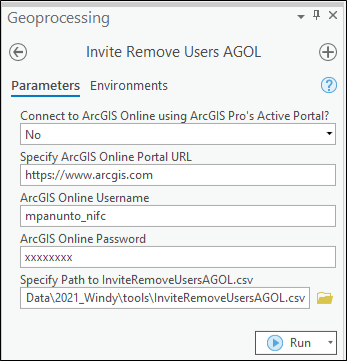 Geoprocessing
Invite Remove Users AGOL
Parameters Environments
Connect to ArcGIS Online using ArcGIS Pro's Active Portal?
No
Specify ArcGIS Online Portal URL
https://www.arcgis.com
ArcGIS Online Username
mpanunto_nifc
ArcGIS Online Password
xxxxxxxx
Specify Path to InviteRemoveUsersAGOL.csv
Data\2021_Windy\tools\InviteRemoveUsersAGOL.csv
Run